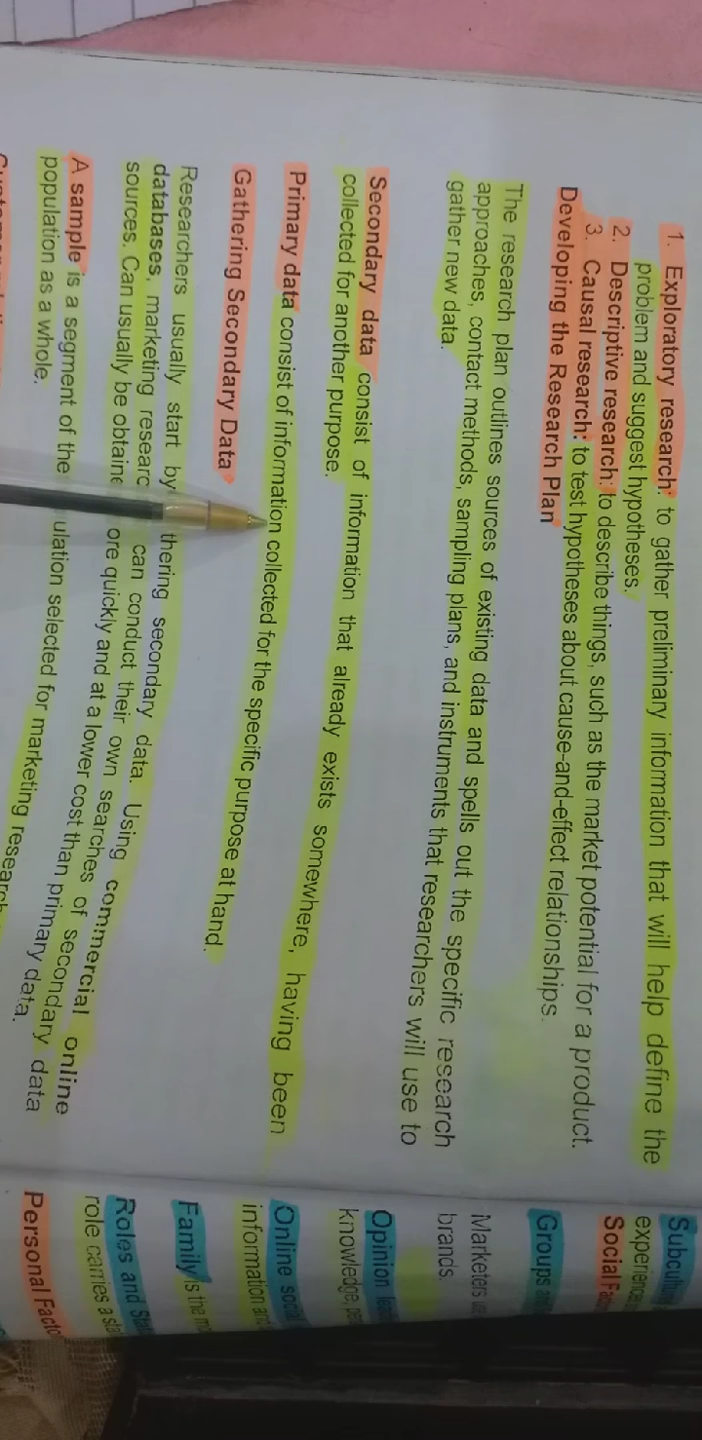 1. Exploratory research: to gather preliminary information that will help define the
problem and suggest hypotheses.
2. Descriptive research: to describe things, such as the market potential for a product.
3. Causal research: to test hypotheses about cause-and-effect relationships.
Developing the Research Plan
The research plan outlines sources of existing data and spells out the specific research
approaches, contact methods, sampling plans, and instruments that researchers will use to
gather new data.
Secondary data consist of information that already exists somewhere, having been
collected for another purpose.
Primary data consist of information collected for the specific purpose at hand.
Gathering Secondary Data
Researchers usually start by thering secondary data. Using commercial online
databases, marketing researc can conduct their own searches of secondary data
sources. Can usually be obtaine ore quickly and at a lower cost than primary data.
A sample is a segment of the ulation selected for marketing research
population as a whole.
Subcultu
experience
Social Fa
Groups
Marketers
brands.
Opinion
knowledge, pe
Online social
information and
Family is the mo
Roles and Sta
role carries a sta
Personal Facto